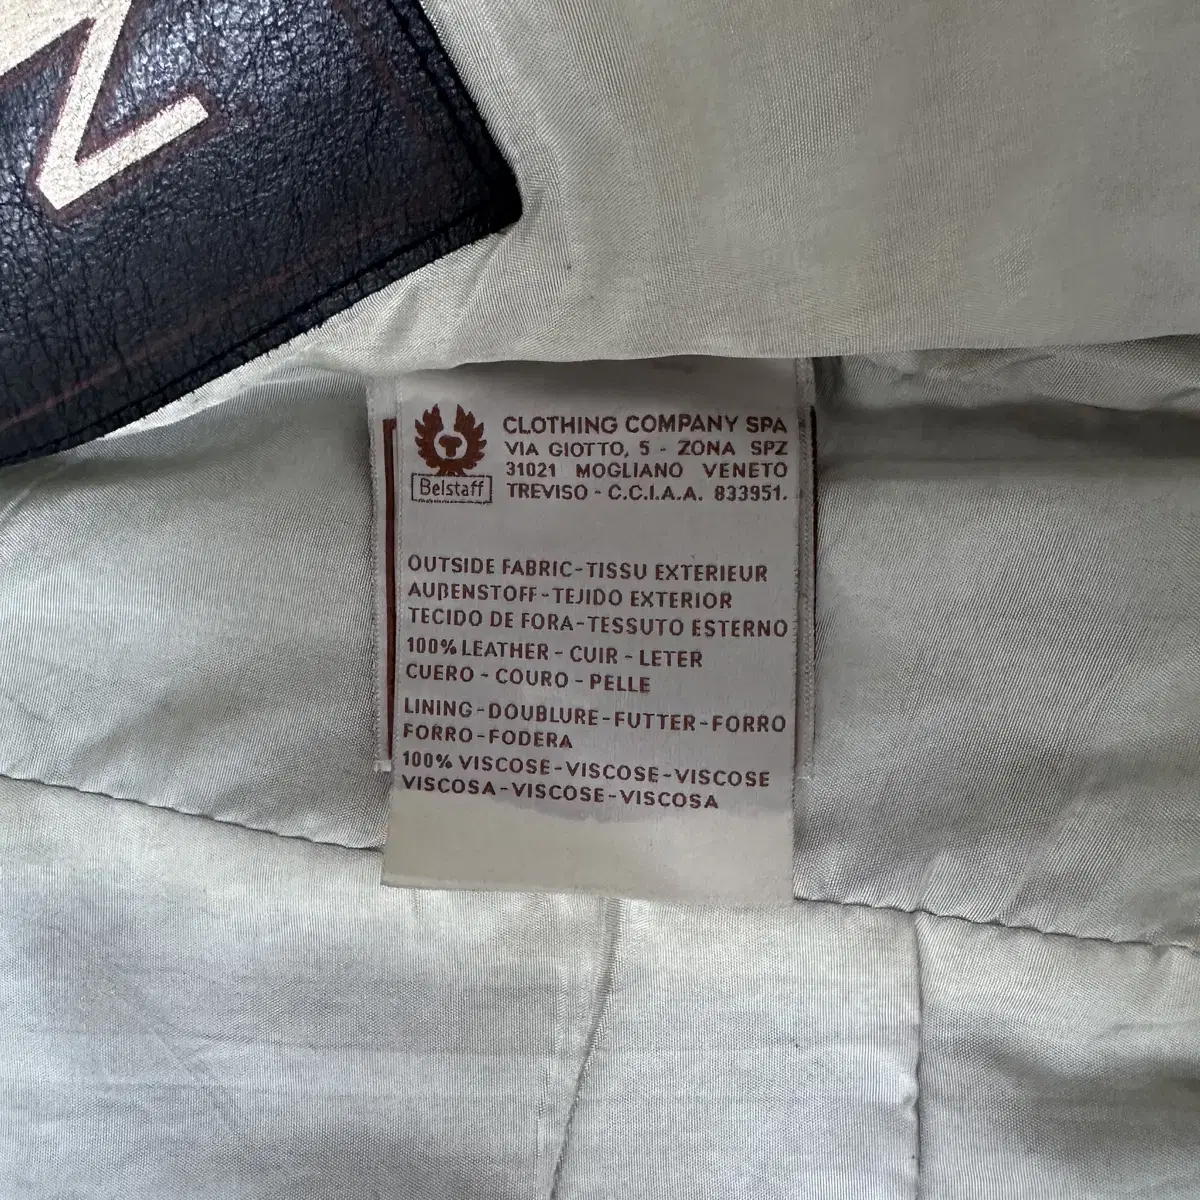 CLOTHING COMPANY SPA
VIA GIOTTO, 5 - ZONA SPZ
31021 MOGLIANO VENETO
TREVISO - C.C.I.A.A. 833951.
Belstaff
OUTSIDE FABRIC-TISSU EXTERIEUR
AUßENSTOFF-TEJIDO EXTERIOR
TECIDO DE FORA-TESSUTO ESTERNO
100% LEATHER - CUIR - LETER
CUERO - COURO - PELLE
LINING-DOUBLURE-FUTTER-FORRO
FORRO-FODERA
100% VISCOSE-VISCOSE-VISCOSE
VISCOSA-VISCOSE-VISCOSA